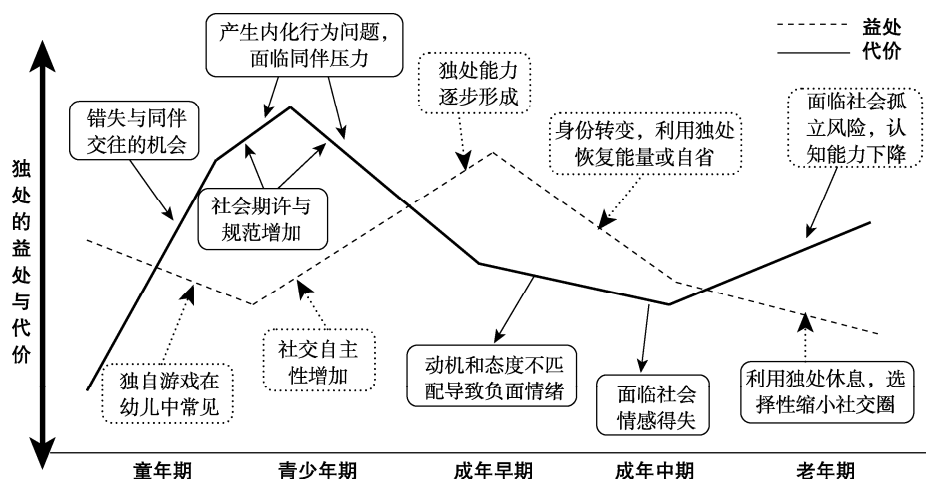 益处
代价
产生内化行为问题，
面临同伴压力
独处能力
逐步形成
面临社会孤
立风险，认
知能力下降
错失与同伴
交往的机会
身份转变，利用独处
恢复能量或自省
社会期许与
规范增加
独处的益处与代价
独自游戏在
幼儿中常见
社交自主
性增加
动机和态度不匹
配导致负面情绪
面临社会
情感得失
利用独处休息，选
择性缩小社交圈
童年期
青少年期
成年早期
成年中期
老年期